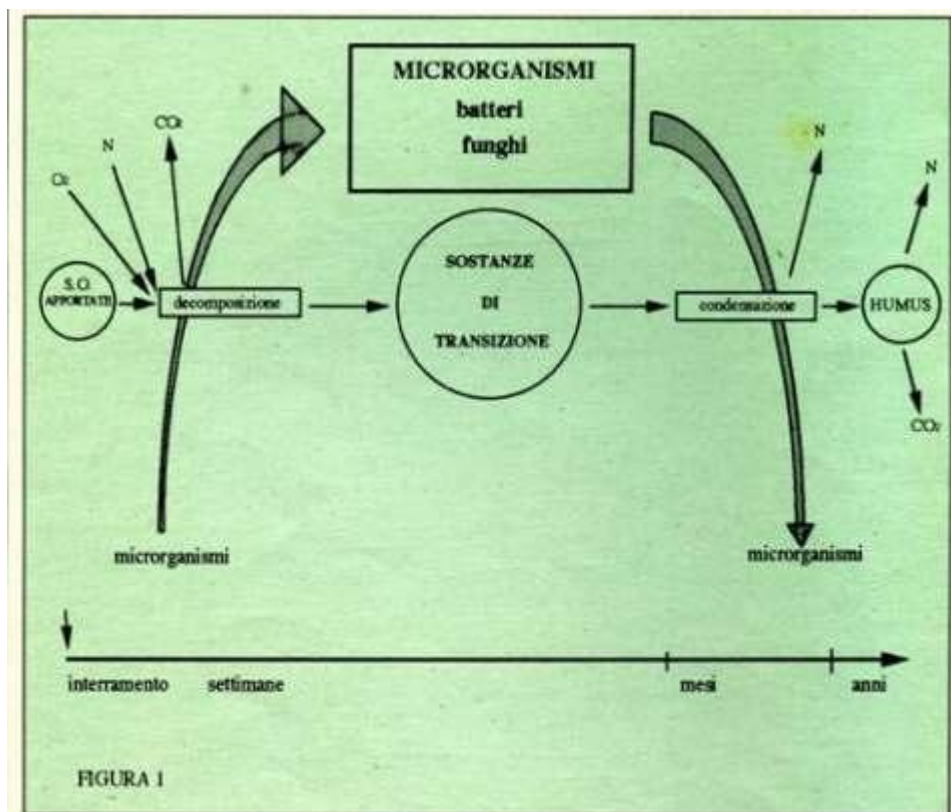 MICRORGANISMI
batteri
funghi
CO₂
N
O₂
N
N
S.O.
APPORTATE
decomposizione
SOSTANZE
DI
TRANSIZIONE
condensazione
HUMUS
CO₂
microrganismi
microrganismi
interramento settimane mesi anni
FIGURA 1